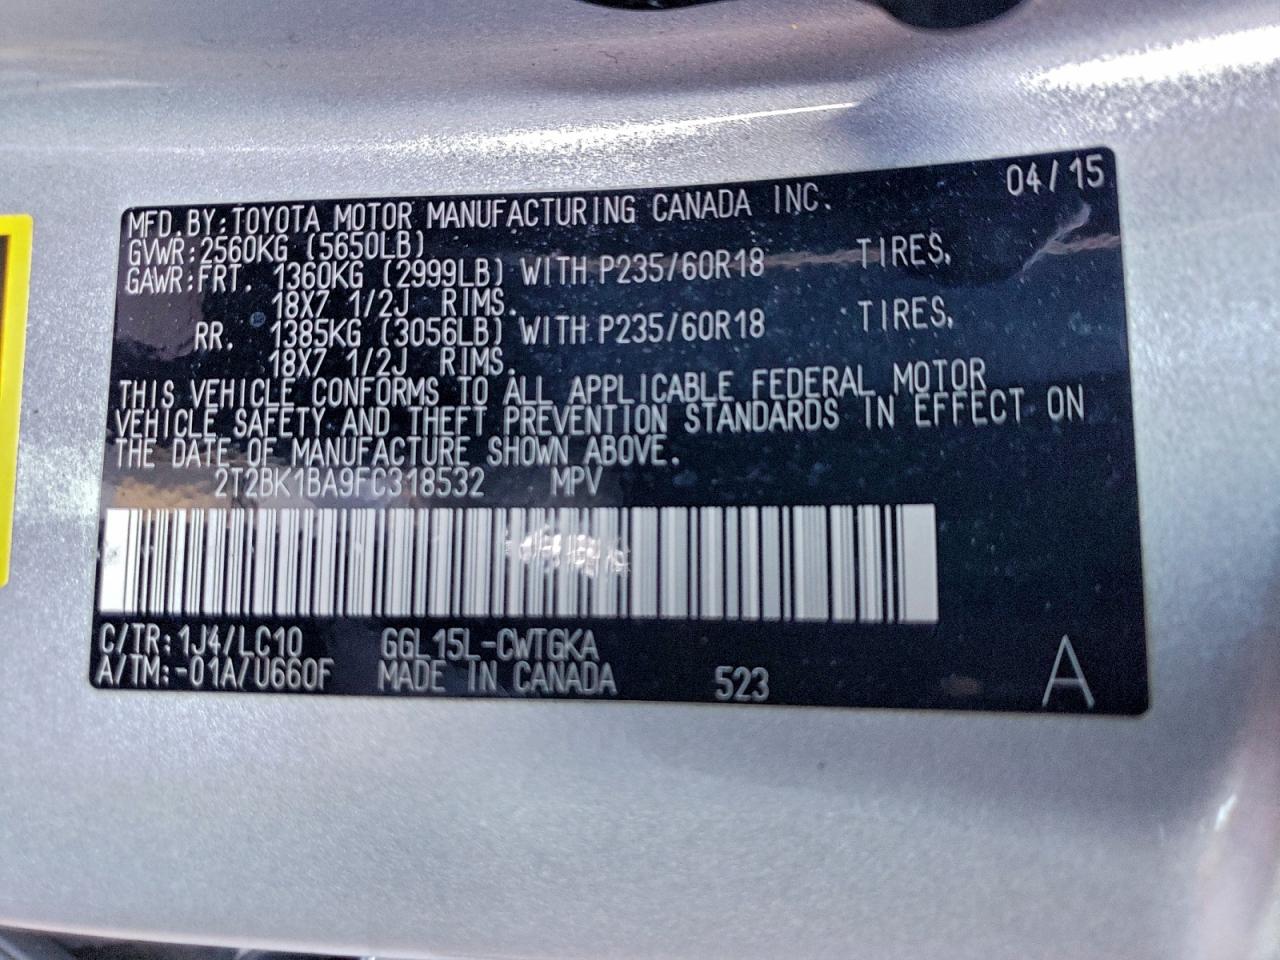 04/15
MFD.BY:TOYOTA MOTOR MANUFACTURING CANADA INC.
GVWR:2560KG (5650LB)
GAWR:FRT. 1360KG (2999LB) WITH P235/60R18 TIRES,
18X7 1/2J RIMS.
RR. 1385KG (3056LB) WITH P235/60R18 TIRES,
18X7 1/2J RIMS.
THIS VEHICLE CONFORMS TO ALL APPLICABLE FEDERAL MOTOR
VEHICLE SAFETY AND THEFT PREVENTION STANDARDS IN EFFECT ON
THE DATE OF MANUFACTURE SHOWN ABOVE.
2T2BK1BA9FC318532 MPV
C/TR:1J4/LC10 GGL15L-CWTGKA
A/TM:-01A/U660F MADE IN CANADA 523 A